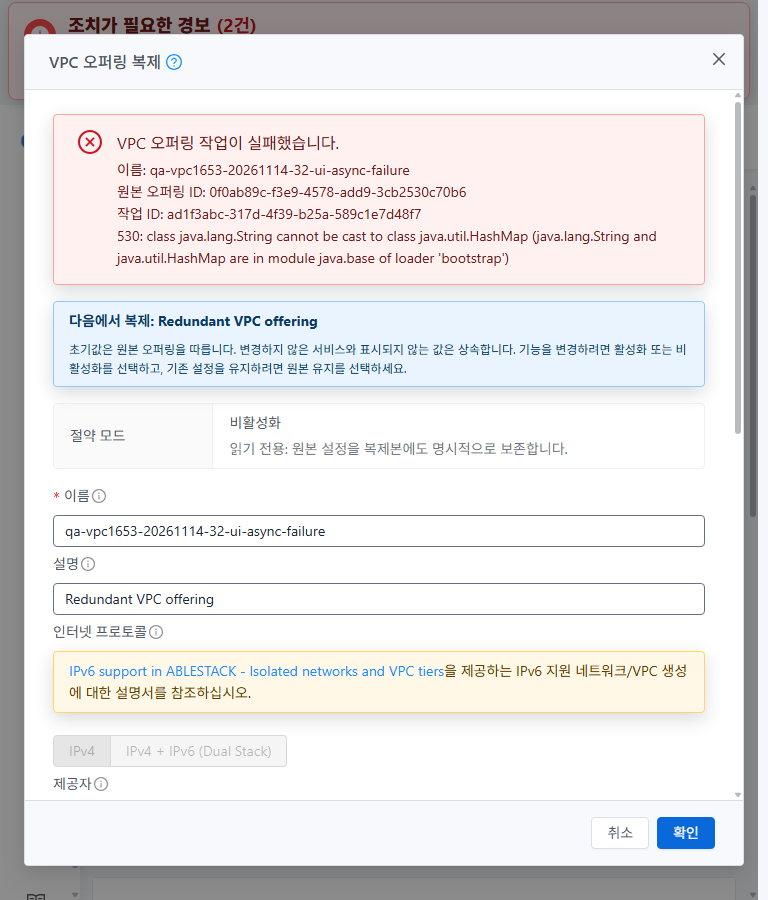 조치가 필요한 경보 (2건)
VPC 오퍼링 복제
VPC 오퍼링 작업이 실패했습니다.
이름: qa-vpc1653-20261114-32-ui-async-failure
원본 오퍼링 ID: 0f0ab89c-f3e9-4578-add9-3cb2530c70b6
작업 ID: ad1f3abc-317d-4f39-b25a-589c1e7d48f7
530: class java.lang.String cannot be cast to class java.util.HashMap (java.lang.String and
java.util.HashMap are in module java.base of loader 'bootstrap')
다음에서 복제: Redundant VPC offering
초기값은 원본 오퍼링을 따릅니다. 변경하지 않은 서비스와 표시되지 않는 값은 상속합니다. 기능을 변경하려면 활성화 또는 비
활성화를 선택하고, 기존 설정을 유지하려면 원본 유지를 선택하세요.
절약 모드
비활성화
읽기 전용: 원본 설정을 복제본에도 명시적으로 보존합니다.
* 이름
qa-vpc1653-20261114-32-ui-async-failure
설명
Redundant VPC offering
인터넷 프로토콜
IPv6 support in ABLESTACK - Isolated networks and VPC tiers을 제공하는 IPv6 지원 네트워크/VPC 생성
에 대한 설명서를 참조하십시오.
IPv4
IPv4 + IPv6 (Dual Stack)
제공자
취소
확인